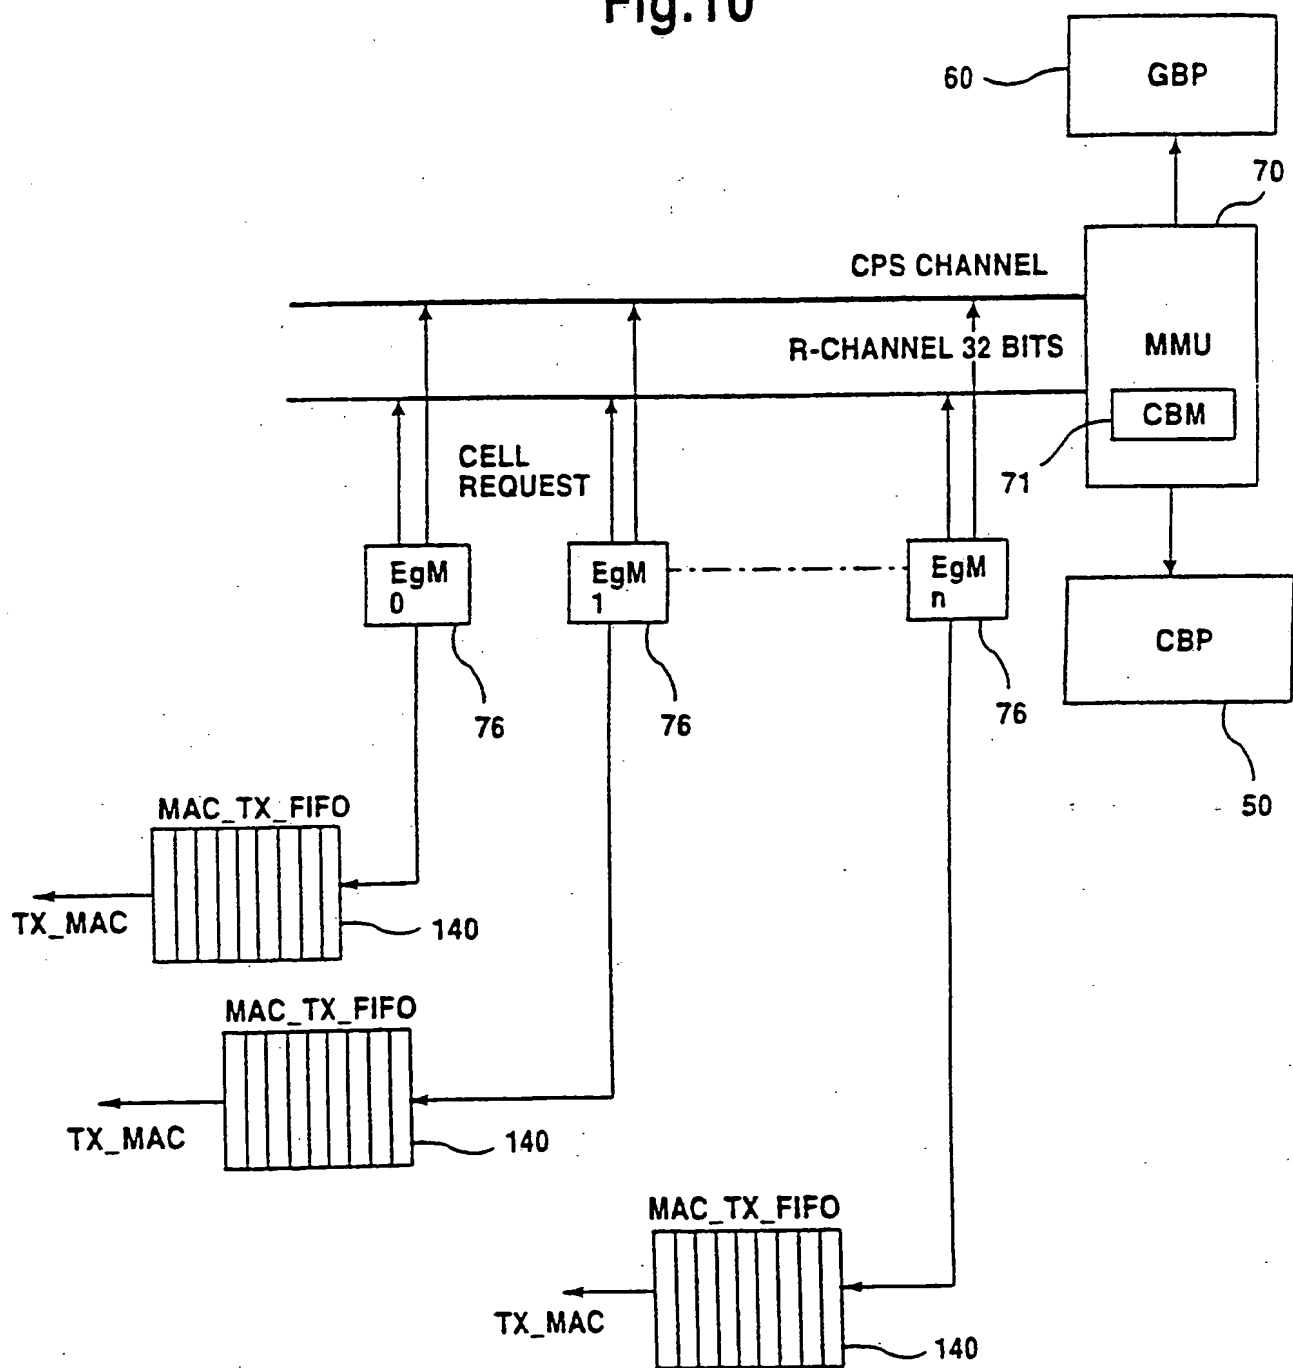 Fig.10
60
GBP
70
CPS CHANNEL
R-CHANNEL 32 BITS
MMU
CBM
71
CELL
REQUEST
EgM
0
EgM
1
EgM
n
CBP
76
76
76
50
MAC_TX_FIFO
TX_MAC
140
MAC_TX_FIFO
TX_MAC
140
MAC_TX_FIFO
TX_MAC
140